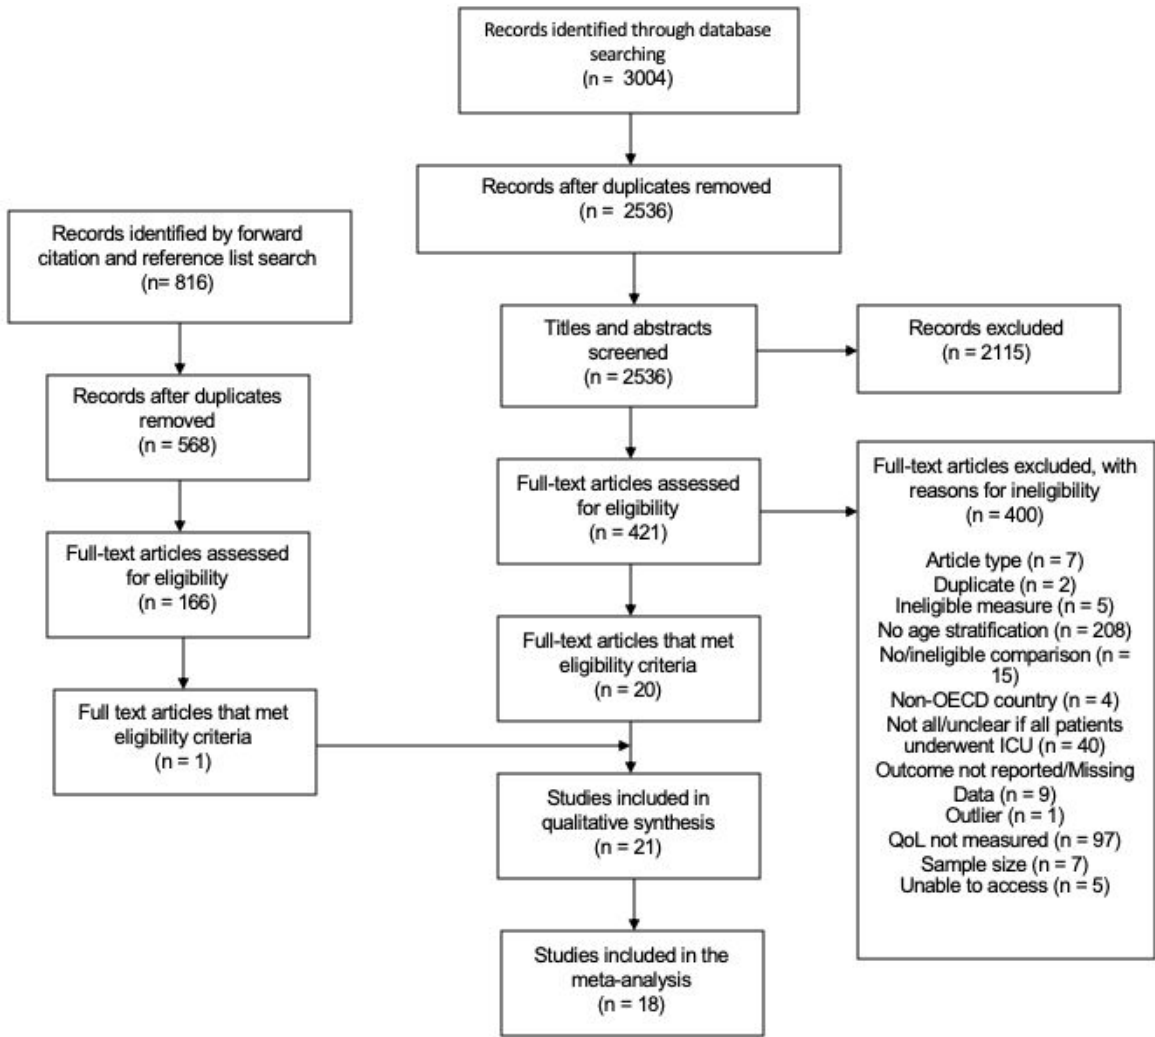 Records identified through database
searching
(n =  3004)
Records after duplicates removed
(n =  2536)
Records identified by forward
citation and reference list search
(n= 816)
Titles and abstracts
screened
(n = 2536)
Records excluded
(n = 2115)
Records after duplicates
removed
(n = 568)
Full-text articles assessed
for eligibility
(n = 421)
Full-text articles excluded, with
reasons for ineligibility
(n = 400)
Article type (n = 7)
Duplicate (n = 2)
Ineligible measure (n = 5)
No age stratification (n = 208)
No/ineligible comparison (n =
15)
Non-OECD country (n = 4)
Not all/unclear if all patients
underwent ICU (n = 40)
Outcome not reported/Missing
Data (n = 9)
Outlier (n = 1)
QoL not measured (n = 97)
Sample size (n = 7)
Unable to access (n = 5)
Full-text articles assessed
for eligibility
(n = 166)
Full-text articles that met
eligibility criteria
(n = 20)
Full text articles that met
eligibility criteria
(n = 1)
Studies included in
qualitative synthesis
(n = 21)
Studies included in the
meta-analysis
(n = 18)